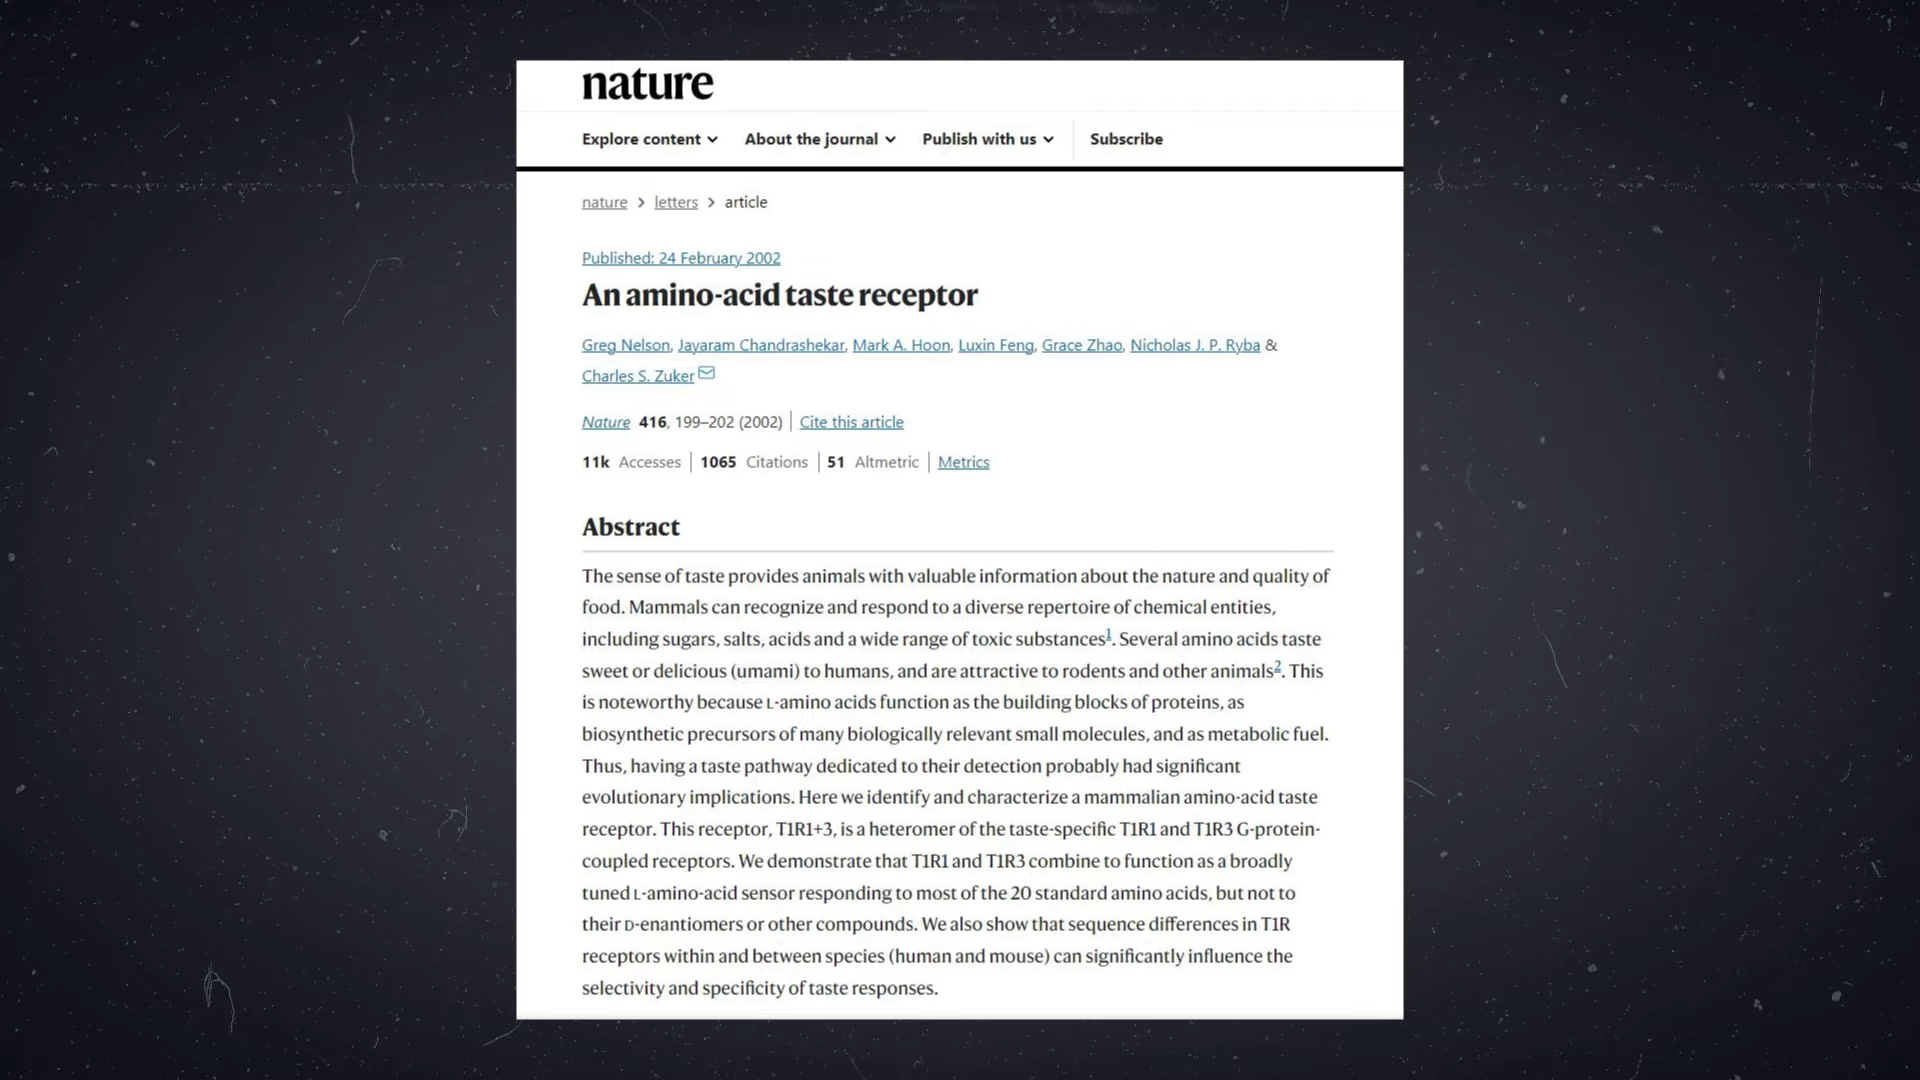 nature
Explore content About the journal Publish with us Subscribe
nature > letters > article
Published: 24 February 2002
An amino-acid taste receptor
Greg Nelson, Jayaram Chandrashekar, Mark A. Hoon, Luxin Feng, Grace Zhao, Nicholas J. P. Ryba &
Charles S. Zuker
Nature 416, 199–202 (2002) | Cite this article
11k Accesses | 1065 Citations | 51 Altmetric | Metrics
Abstract
The sense of taste provides animals with valuable information about the nature and quality of
food. Mammals can recognize and respond to a diverse repertoire of chemical entities,
including sugars, salts, acids and a wide range of toxic substances1. Several amino acids taste
sweet or delicious (umami) to humans, and are attractive to rodents and other animals2. This
is noteworthy because L-amino acids function as the building blocks of proteins, as
biosynthetic precursors of many biologically relevant small molecules, and as metabolic fuel.
Thus, having a taste pathway dedicated to their detection probably had significant
evolutionary implications. Here we identify and characterize a mammalian amino-acid taste
receptor. This receptor, T1R1+3, is a heteromer of the taste-specific T1R1 and T1R3 G-protein-
coupled receptors. We demonstrate that T1R1 and T1R3 combine to function as a broadly
tuned L-amino-acid sensor responding to most of the 20 standard amino acids, but not to
their D-enantiomers or other compounds. We also show that sequence differences in T1R
receptors within and between species (human and mouse) can significantly influence the
selectivity and specificity of taste responses.